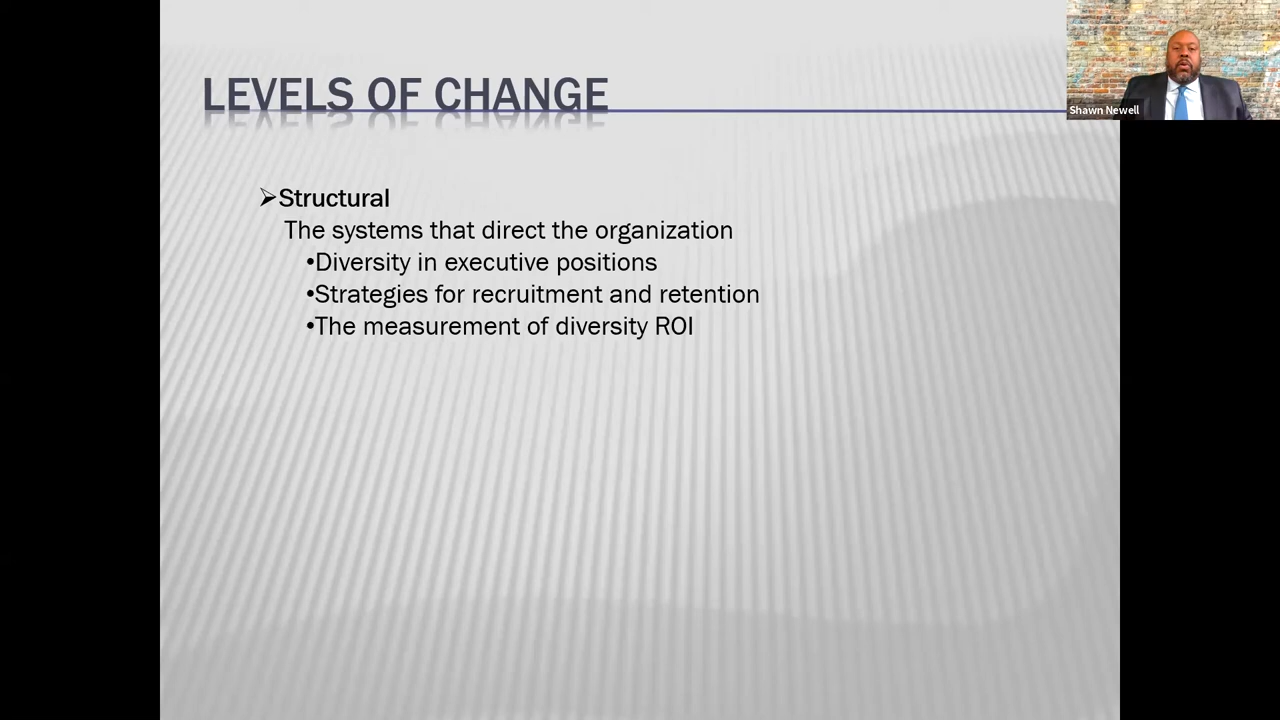 LEVELS OF CHANGE
Shawn Newell
➢Structural
The systems that direct the organization
•Diversity in executive positions
•Strategies for recruitment and retention
•The measurement of diversity ROI